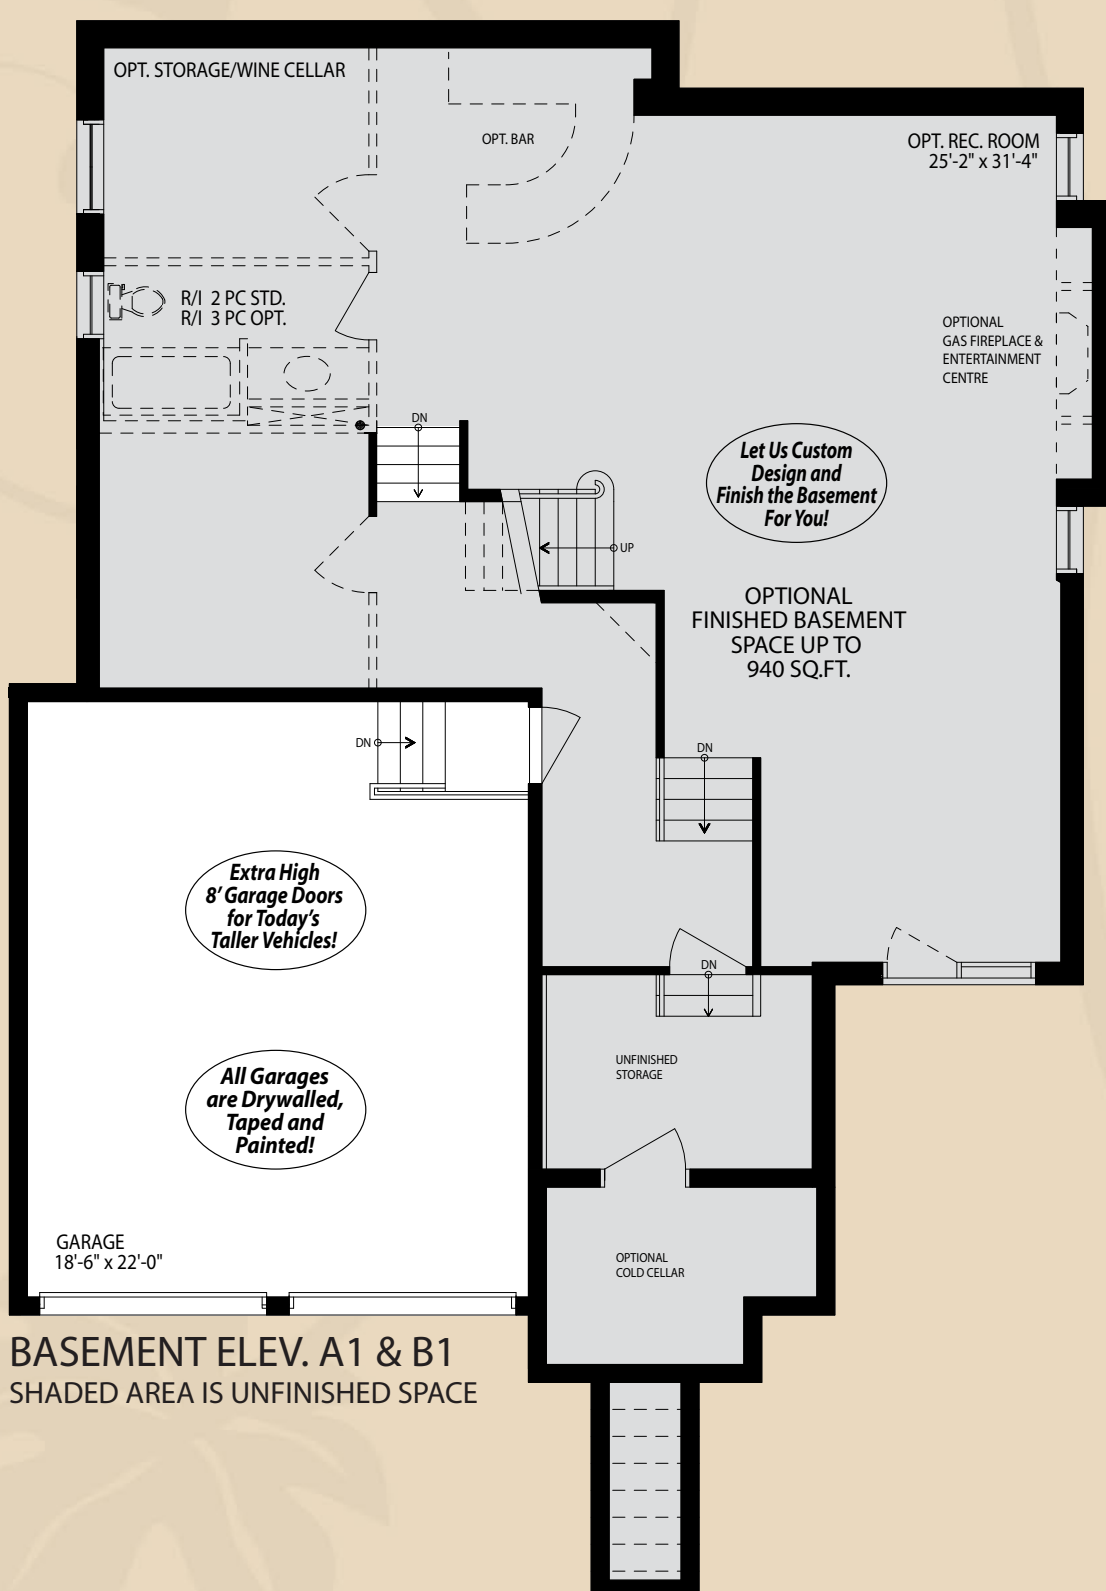 OPT. STORAGE/WINE CELLAR
OPT. BAR
OPT. REC. ROOM
25'-2" x 31'-4"
R/I 2 PC STD.
R/I 3 PC OPT.
OPTIONAL
GAS FIREPLACE &
ENTERTAINMENT
CENTRE
DN
Let Us Custom
Design and
Finish the Basement
For You!
UP
OPTIONAL
FINISHED BASEMENT
SPACE UP TO
940 SQ.FT.
DN
DN
Extra High
8' Garage Doors
for Today's
Taller Vehicles!
DN
UNFINISHED
STORAGE
All Garages
are Drywalled,
Taped and
Painted!
GARAGE
18'-6" x 22'-0"
OPTIONAL
COLD CELLAR
BASEMENT ELEV. A1 & B1
SHADED AREA IS UNFINISHED SPACE